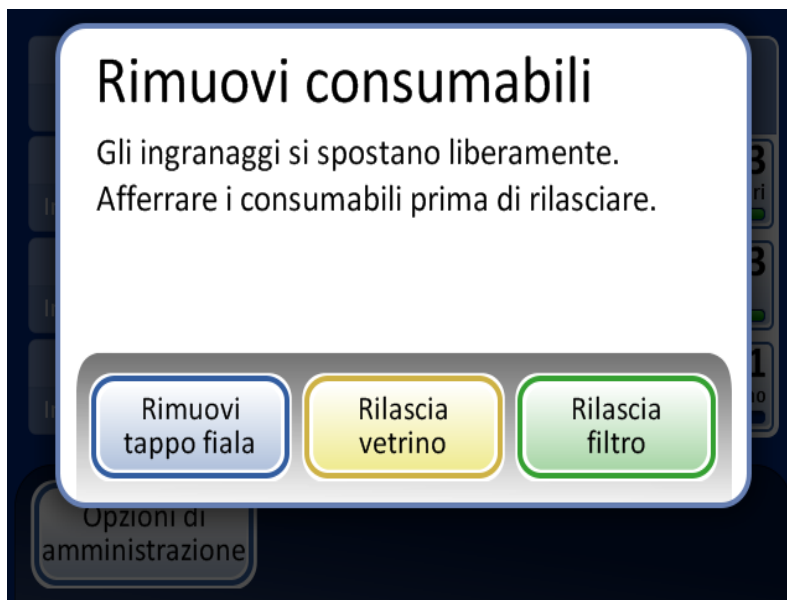 Rimuovi consumabili
Gli ingranaggi si spostano liberamente.
Afferrare i consumabili prima di rilasciare.
Rimuovi
tappo fiala
Rilascia
vetrino
Rilascia
filtro
Opzioni di
amministrazione